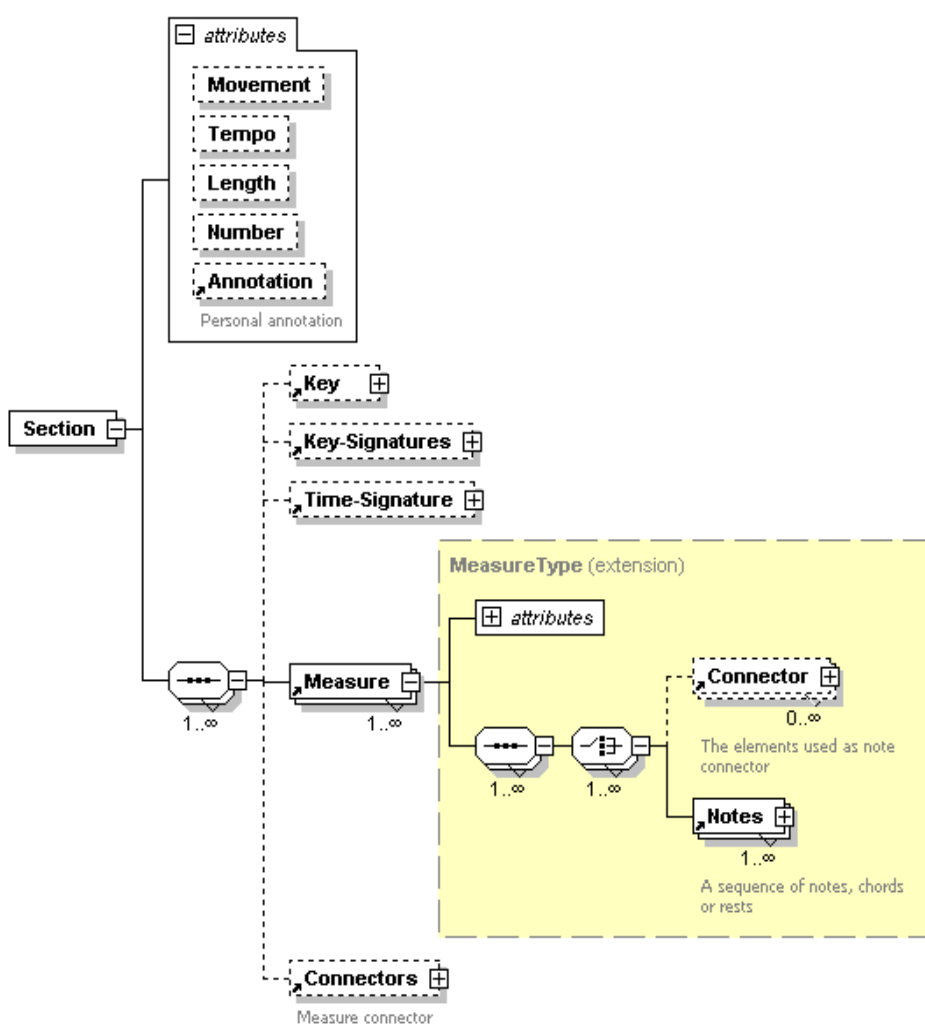 attributes
Movement
Tempo
Length
Number
Annotation
Personal annotation
Key
Section
Key-Signatures
Time-Signature
MeasureType (extension)
attributes
Measure
1..∞
1..∞
Connector
0..∞
The elements used as note
connector
1..∞
1..∞
Notes
1..∞
A sequence of notes, chords
or rests
Connectors
Measure connector